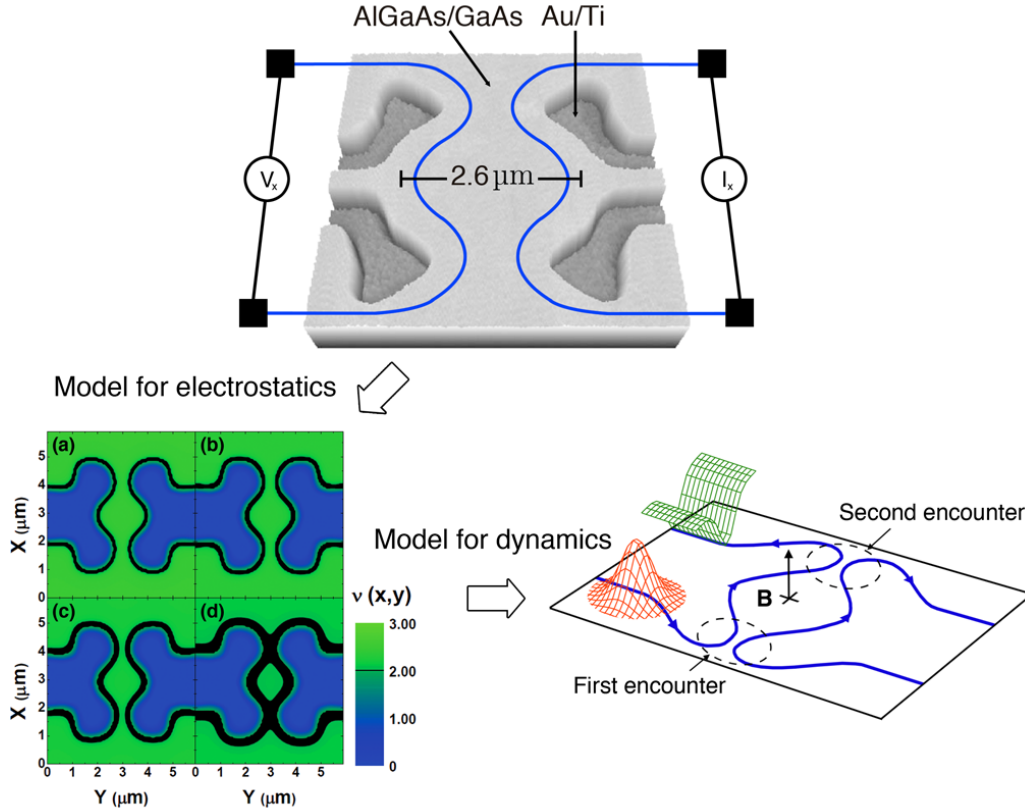 AlGaAs/GaAs Au/Ti
Vx
2.6 μm
Ix
Model for electrostatics
(a)
(b)
5
4
3
2
1
0
X (μm)
(c)
(d)
5
4
3
2
1
0
X (μm)
0 1 2 3 4 5
0 1 2 3 4 5
Y (μm)
Y (μm)
ν (x,y)
3.00
2.00
1.00
0
Model for dynamics
Second encounter
B
First encounter